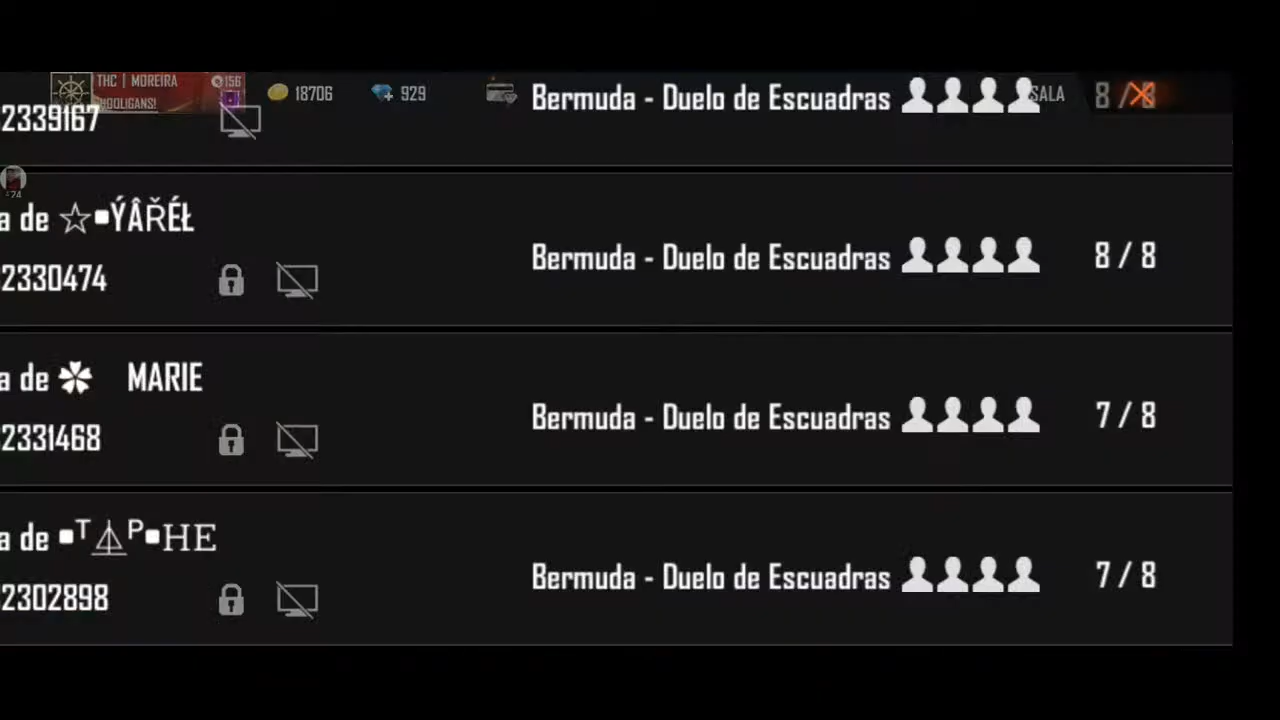 THC | MOREIRA
156
HOOLIGANS!
18706
929
SALA
2339167
Bermuda - Duelo de Escuadras
8 / 8
a de ☆▪ÝÂŘÉŁ
2330474
Bermuda - Duelo de Escuadras
8 / 8
a de ✽ MARIE
2331468
Bermuda - Duelo de Escuadras
7 / 8
a de ▪ᵀ⏃ᴾ▪HE
2302898
Bermuda - Duelo de Escuadras
7 / 8